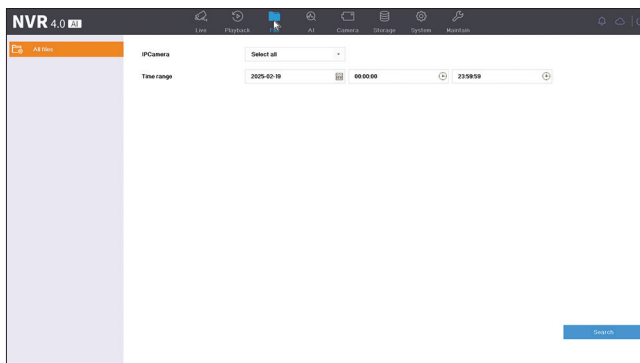 NVR 4.0 AI
Live Playback File AI Camera Storage System Maintain
All files
IPCamera Select all
Time range 2025-02-19 00:00:00 23:59:59
Search